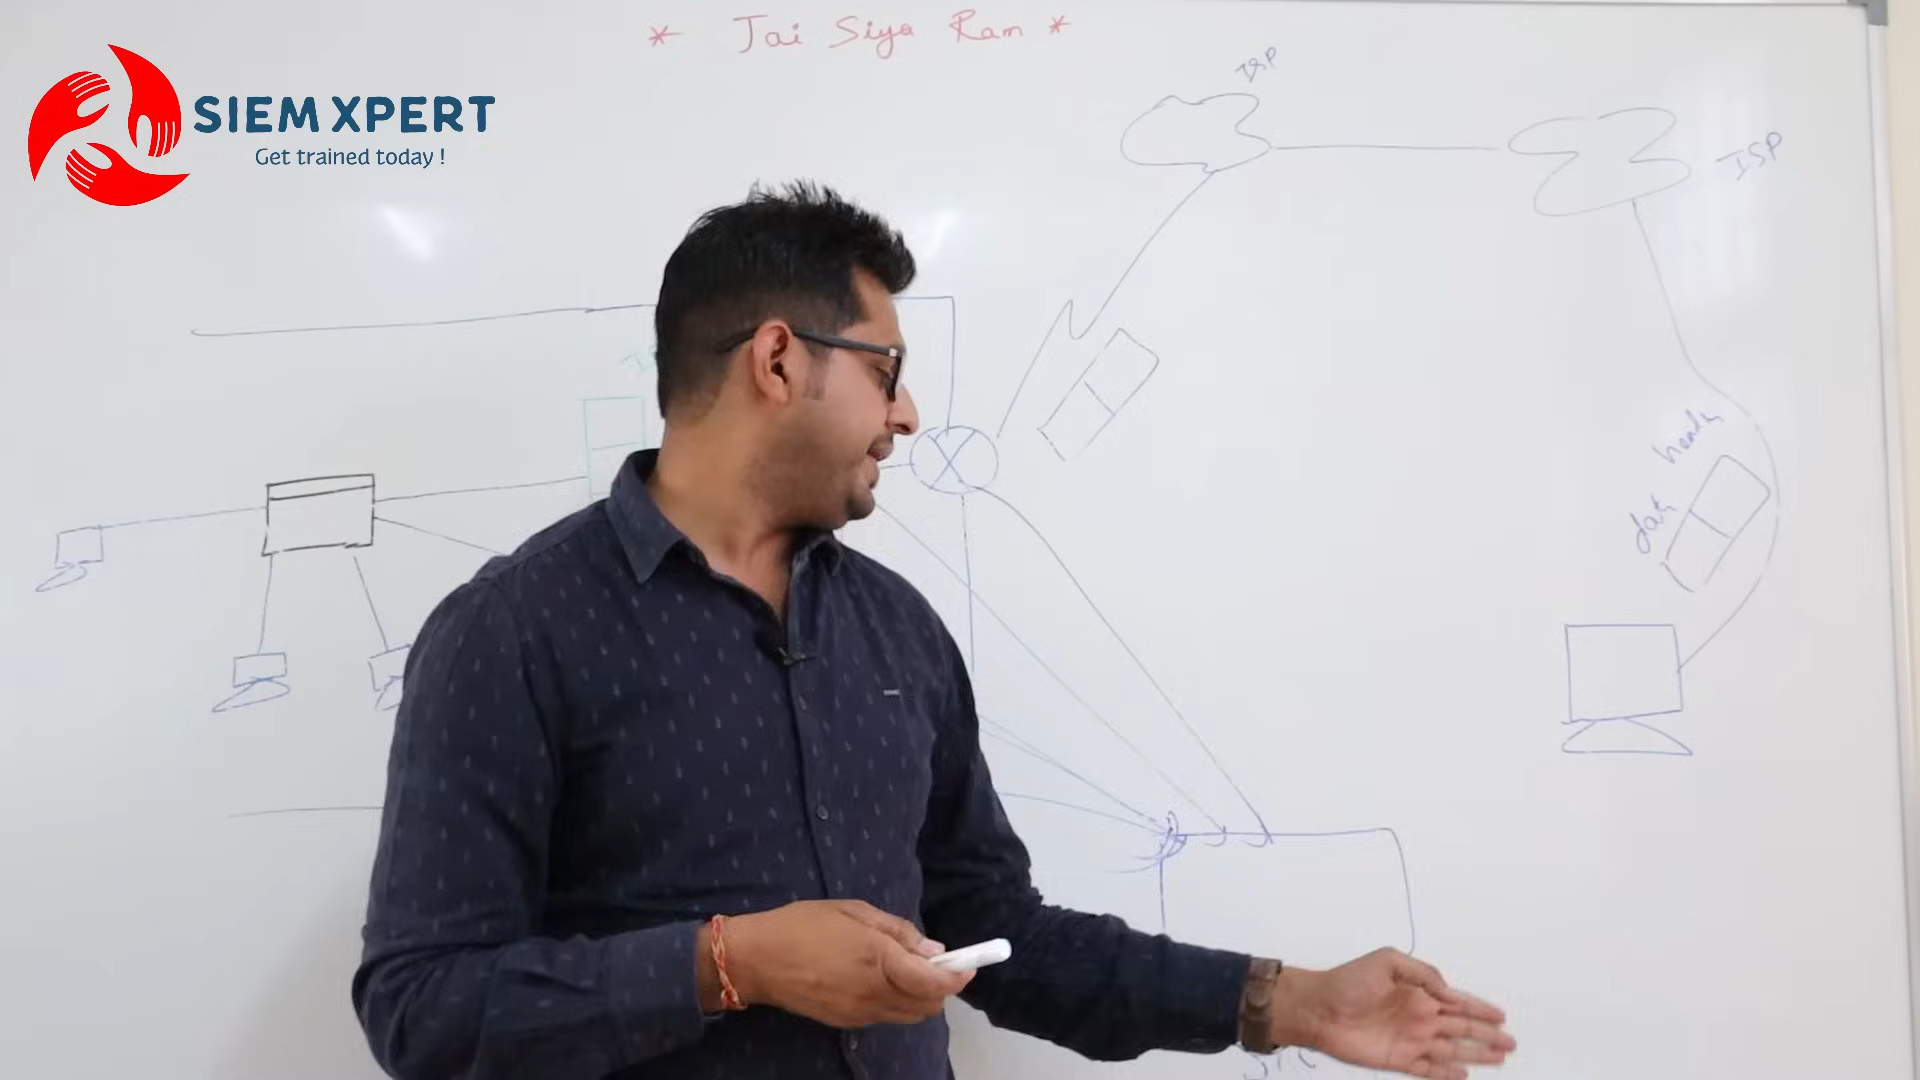 * Jai Siya Ram *
SIEM XPERT
Get trained today !
ISP
ISP
data